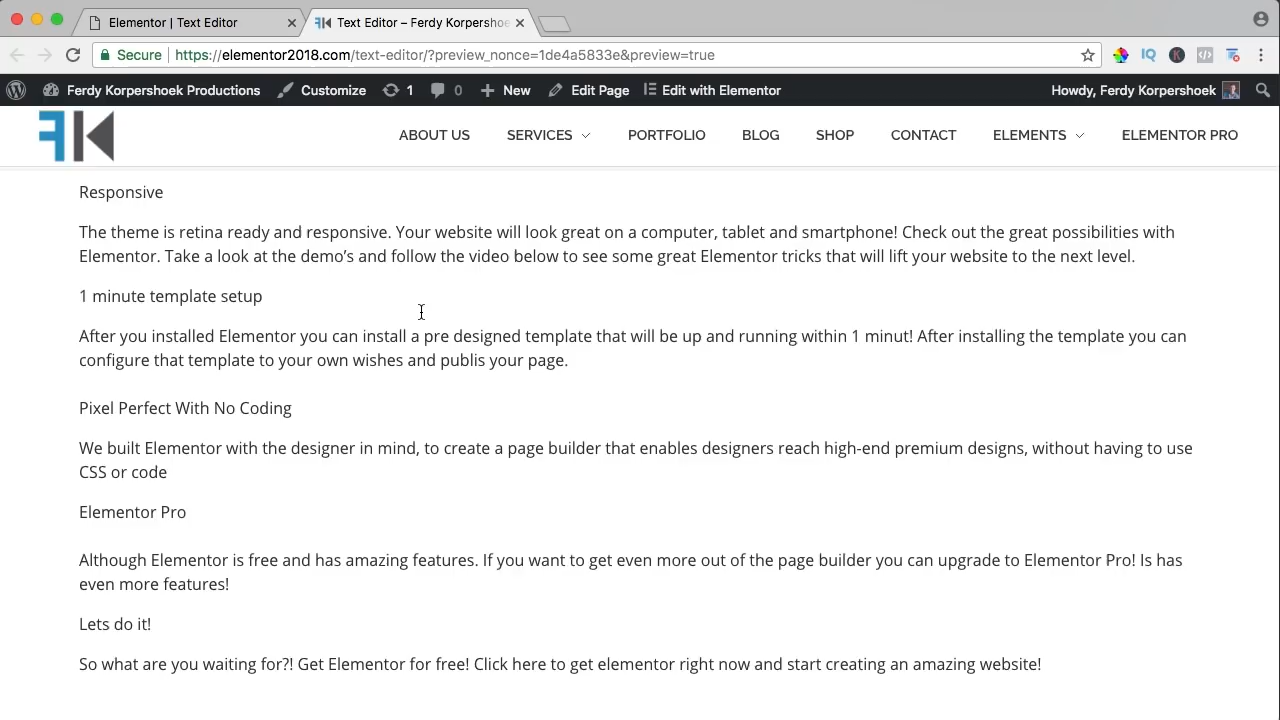 Elementor | Text Editor
Text Editor – Ferdy Korpershoe
Secure https://elementor2018.com/text-editor/?preview_nonce=1de4a5833e&preview=true
IQ
K
Ferdy Korpershoek Productions Customize 1 0 New Edit Page Edit with Elementor Howdy, Ferdy Korpershoek
FK ABOUT US SERVICES PORTFOLIO BLOG SHOP CONTACT ELEMENTS ELEMENTOR PRO
Responsive
The theme is retina ready and responsive. Your website will look great on a computer, tablet and smartphone! Check out the great possibilities with
Elementor. Take a look at the demo’s and follow the video below to see some great Elementor tricks that will lift your website to the next level.
1 minute template setup
After you installed Elementor you can install a pre designed template that will be up and running within 1 minut! After installing the template you can
configure that template to your own wishes and publis your page.
Pixel Perfect With No Coding
We built Elementor with the designer in mind, to create a page builder that enables designers reach high-end premium designs, without having to use
CSS or code
Elementor Pro
Although Elementor is free and has amazing features. If you want to get even more out of the page builder you can upgrade to Elementor Pro! Is has
even more features!
Lets do it!
So what are you waiting for?! Get Elementor for free! Click here to get elementor right now and start creating an amazing website!